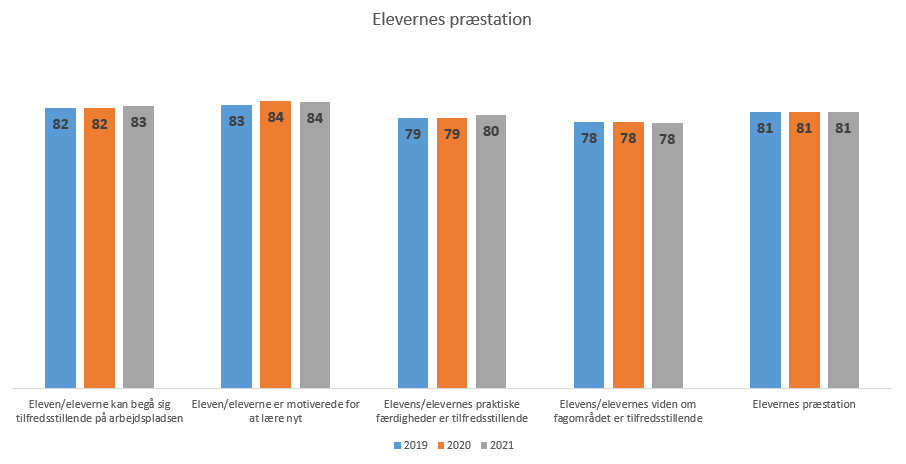 Elevernes præstation
82 82 83
83 84 84
79 79 80
78 78 78
81 81 81
Eleven/eleverne kan begå sig
tilfredsstillende på arbejdspladsen
Eleven/eleverne er motiverede for
at lære nyt
Elevens/elevernes praktiske
færdigheder er tilfredsstillende
Elevens/elevernes viden om
fagområdet er tilfredsstillende
Elevernes præstation
2019 2020 2021